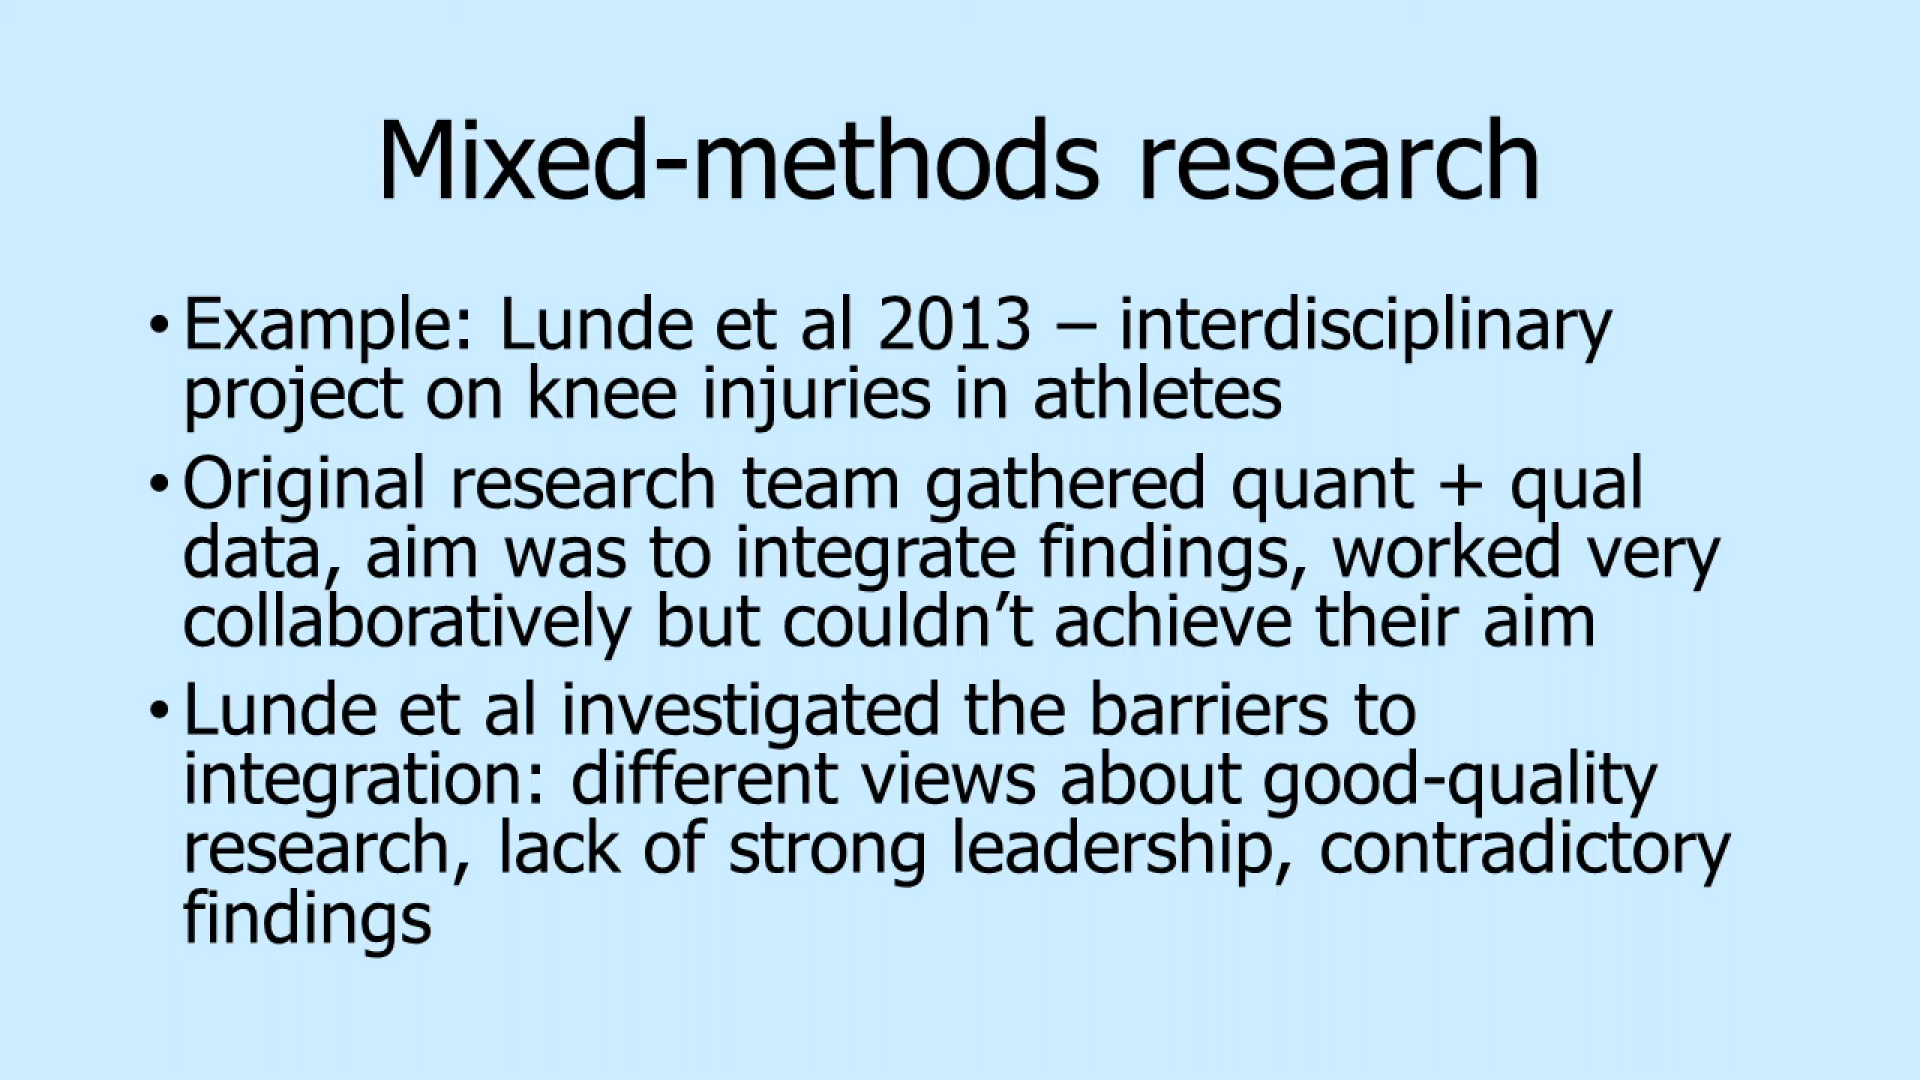 Mixed-methods research
• Example: Lunde et al 2013 – interdisciplinary
project on knee injuries in athletes
• Original research team gathered quant + qual
data, aim was to integrate findings, worked very
collaboratively but couldn’t achieve their aim
• Lunde et al investigated the barriers to
integration: different views about good-quality
research, lack of strong leadership, contradictory
findings